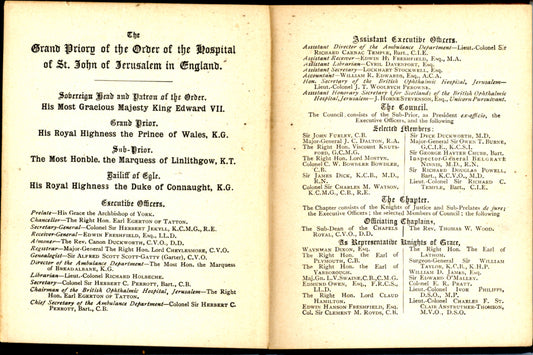 The
Grand Priory of the Order of the Hospital
of St. John of Jerusalem in England.
Sovereign Head and Patron of the Order.
His Most Gracious Majesty King Edward VII.
Grand Prior.
His Royal Highness the Prince of Wales, K.G.
Sub-Prior.
The Most Honble. the Marquess of Linlithgow, K.T.
Bailiff of Egle.
His Royal Highness the Duke of Connaught, K.G.
Executive Officers.
Prelate—His Grace the Archbishop of York.
Chancellor—The Right Hon. Earl Egerton of Tatton.
Secretary-General—Colonel Sir Herbert Jekyll, K.C.M.G., R.E.
Receiver-General—Edwin Freshfield, Esq., LL.D.
Almoner—The Rev. Canon Duckworth, C.V.O., D.D.
Registrar—Major-General The Right Hon. Lord Cheylesmore, C.V.O.
Genealogist—Sir Alfred Scott Scott-Gatty (Garter), C.V.O.
Director of the Ambulance Department—The Most Hon. the Marquess
of Breadalbane, K.G.
Librarian—Lieut.-Colonel Richard Holbeche.
Secretary—Colonel Sir Herbert C. Perrott, Bart., C.B.
Chairman of the British Ophthalmic Hospital, Jerusalem—The Right
Hon. Earl Egerton of Tatton.
Chief Secretary of the Ambulance Department—Colonel Sir Herbert C.
Perrott, Bart., C.B.
Assistant Executive Officers.
Assistant Director of the Ambulance Department—Lieut.-Colonel Sir
Richard Carnac Temple, Bart., C.I.E.
Assistant Receiver—Edwin H. Freshfield, Esq., M.A.
Assistant Librarian—Cyril Davenport, Esq.
Assistant Secretary—Lockhart Stockwell, Esq.
Accountant—William R. Edwards, Esq., A.C.A.
Hon. Secretary of the British Ophthalmic Hospital, Jerusalem—
Lieut.-Colonel J. T. Woolrych Perowne.
Assistant Honorary Secretary (for Scotland) of the British Ophthalmic
Hospital, Jerusalem—J. Horne Stevenson, Esq., Unicorn Pursuivant.
The Council.
The Council consists of the Sub-Prior, as President ex-officio, the
Executive Officers, and the following
Selected Members:
Sir John Furley, C.B.
Major-General J. C. Dalton, R.A.
The Right Hon. Viscount Knutsford, G.C.M.G.
The Right Hon. Lord Mostyn.
Colonel C. W. Bowdler Bowdler,
C.B.
Sir James Dick, K.C.B., M.D.,
R.N.
Colonel Sir Charles M. Watson,
K.C.M.G., C.B., R.E.
Sir Dyce Duckworth, M.D.
Major-General Sir Owen T. Burne,
G.C.I.E., K.C.S.I.
Sir George Hayter Chubb, Bart.
Inspector-General Belgrave
Ninnis, M.D., R.N.
Sir Richard Douglas Powell,
Bart., K.C.V.O., M.D.
Lieut.-Colonel Sir Richard C.
Temple, Bart., C.I.E.
The Chapter.
The Chapter consists of the Knights of Justice and Sub-Prelates de jure;
the Executive Officers; the selected Members of Council; the following
Officiating Chaplains,
The Sub-Dean of the Chapels
Royal, C.V.O., D.D.
The Rev. Thomas W. Wood.
As Representative Knights of Grace,
Waynman Dixon, Esq.
The Right Hon. the Earl of
Plymouth, C.B.
The Right Hon. the Earl of
Yarborough.
Maj.-Gn. L.V. Swaine, C.B., C.M.G.
Edmund Owen, Esq., F.R.C.S.,
LL.D.
The Right Hon. Lord Claud
Hamilton.
Edwin Hanson Freshfield, Esq.
Col. Sir Clement M. Royds, C.B.
The Right Hon. The Earl of
Lathom.
Surgeon-General Sir William
Taylor, K.C.B., K.H.P.
William D. James, Esq.
Sir Edward O'Malley.
Colonel E. R. Pratt.
Lieut.-Colonel Ivor Philipps,
D.S.O., M.P.
Lieut.-Colonel Charles F. St.
Clair Anstruther-Thomson,
M.V.O., D.S.O.